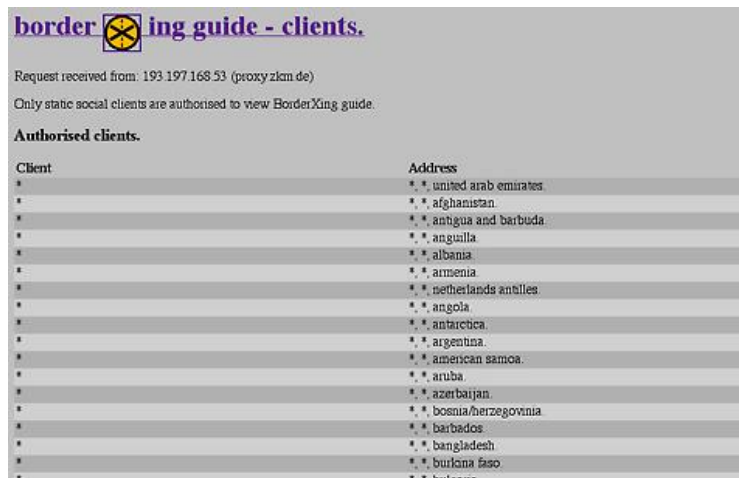 border ing guide - clients.
Request received from: 193.197.168.53 (proxy.zkm.de)
Only static social clients are authorised to view BorderXing guide.
Authorised clients.
Client Address
* *, *, united arab emirates.
* *, *, afghanistan.
* *, *, antigua and barbuda.
* *, *, anguilla.
* *, *, albania.
* *, *, armenia.
* *, *, netherlands antilles.
* *, *, angola.
* *, *, antarctica.
* *, *, argentina.
* *, *, american samoa.
* *, *, aruba.
* *, *, azerbaijan.
* *, *, bosnia/herzegovinia.
* *, *, barbados.
* *, *, bangladesh.
* *, *, burkina faso.